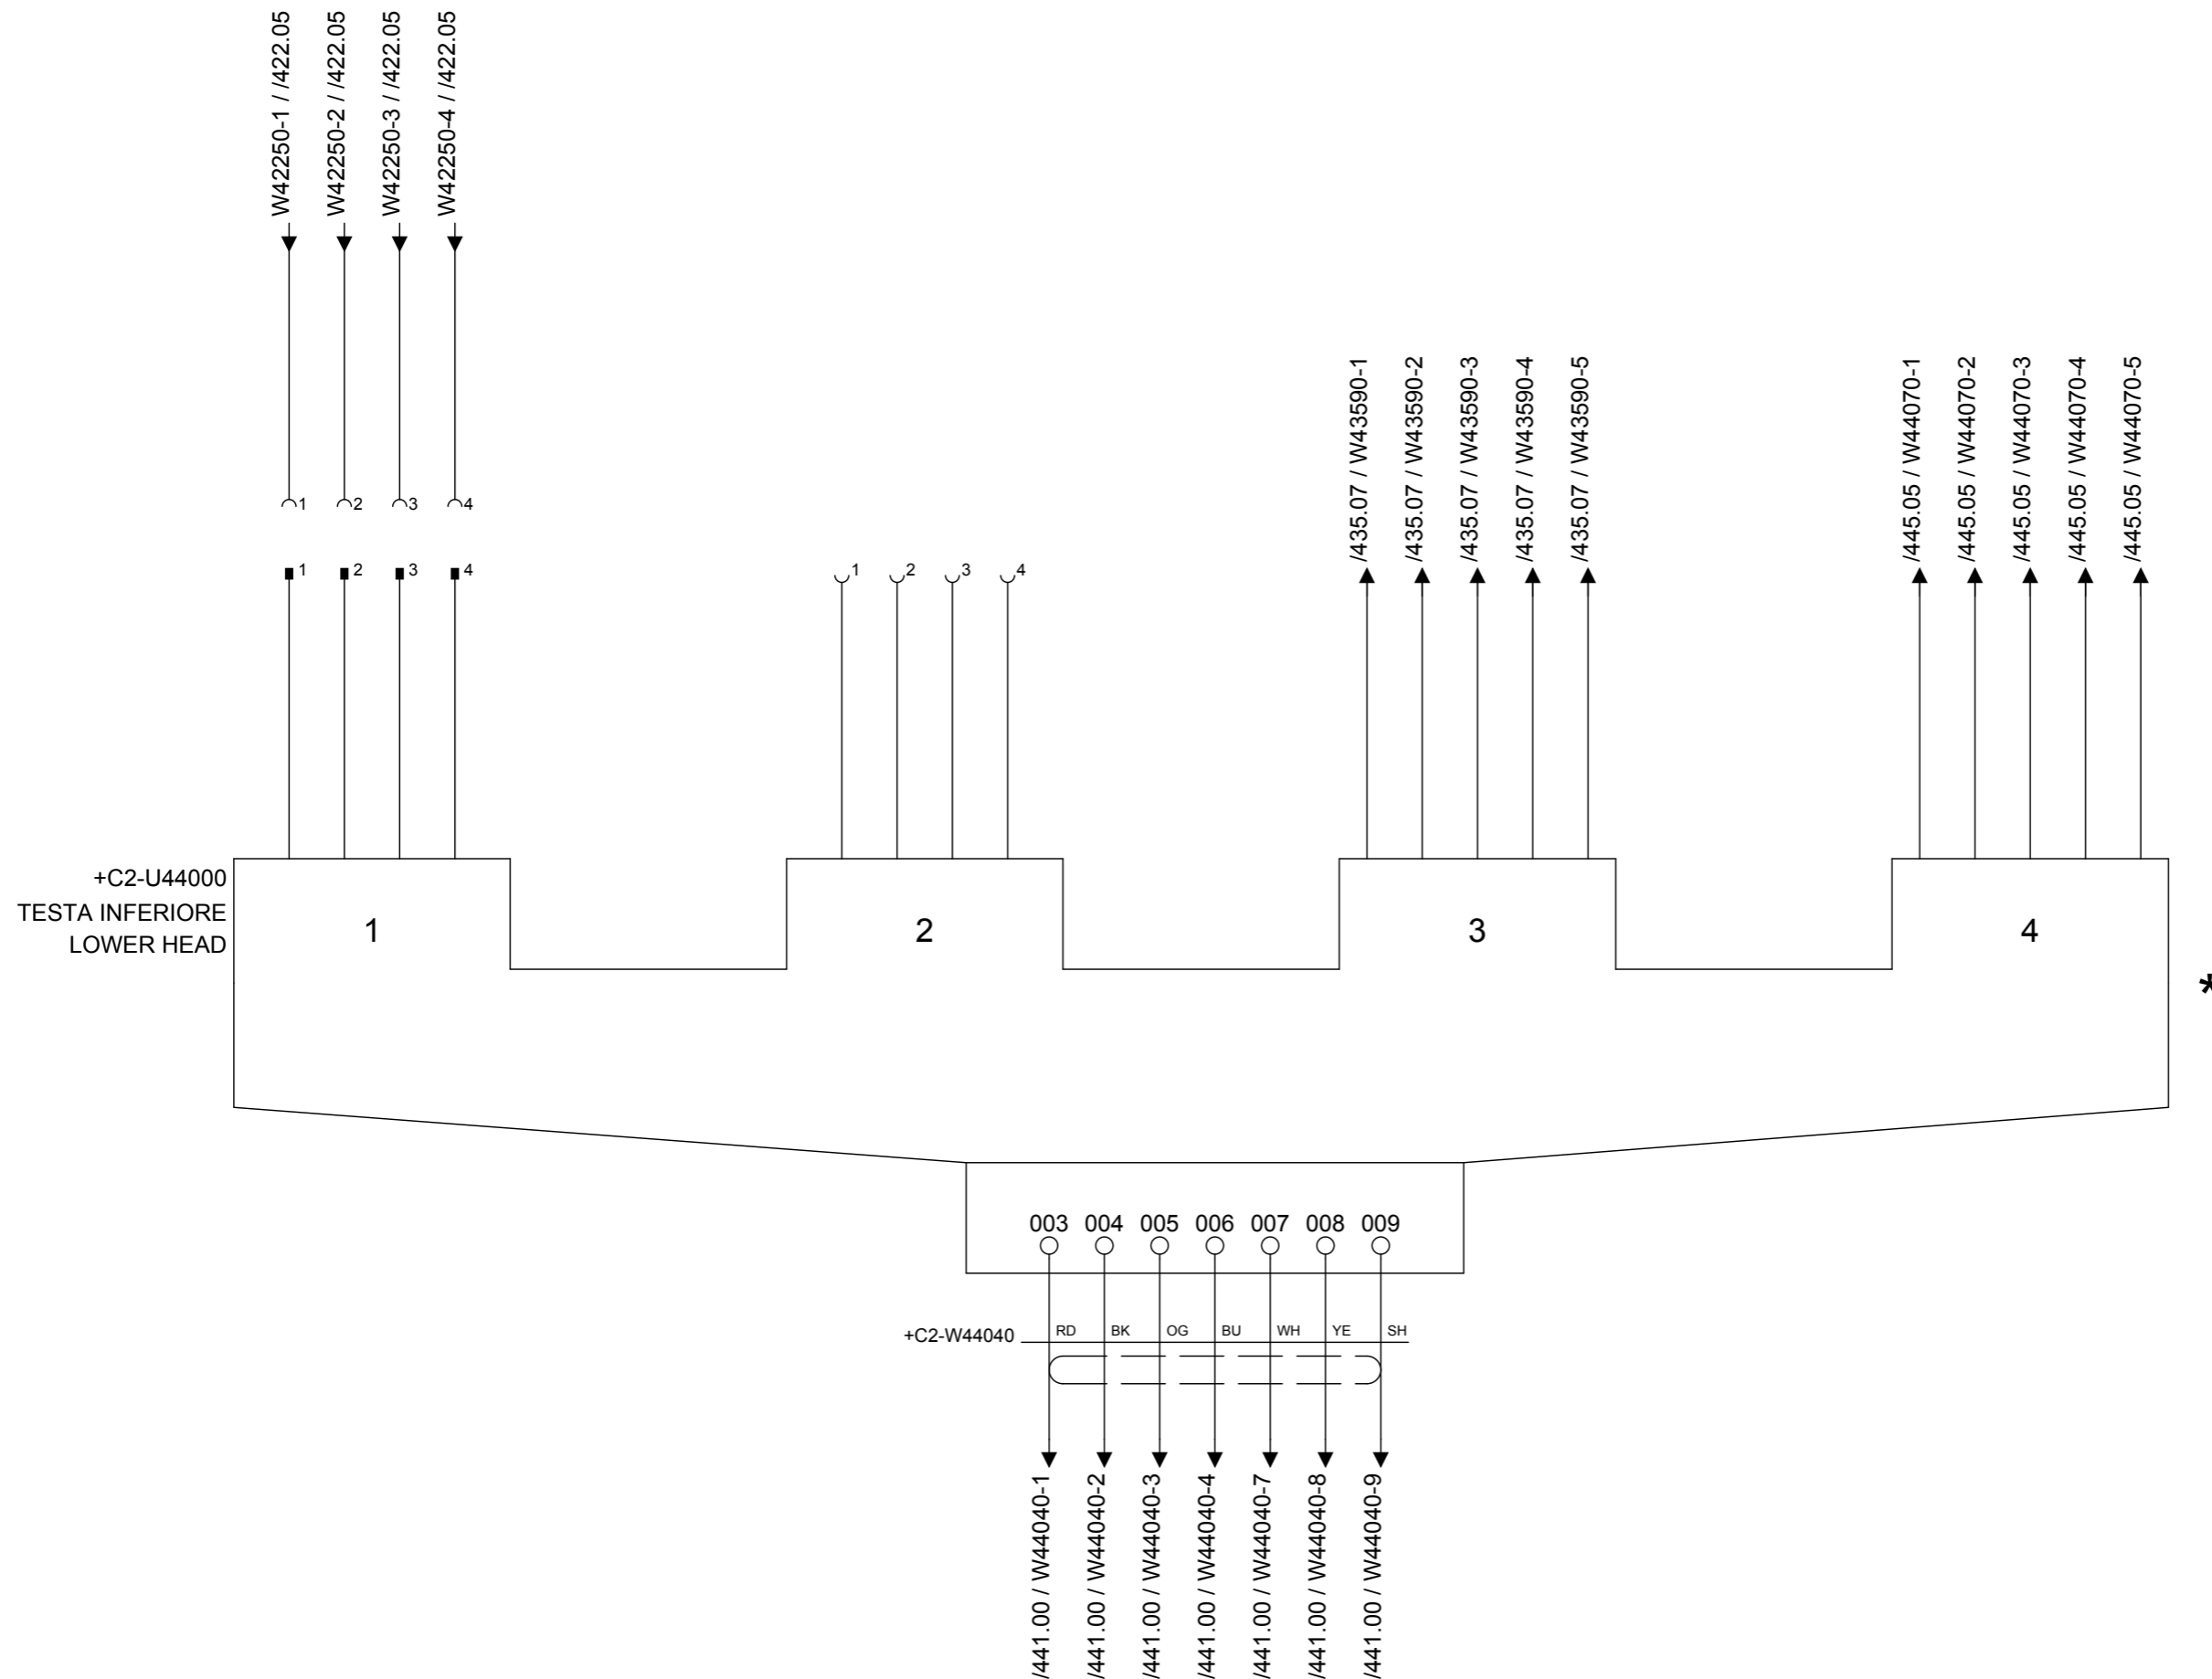 W42250-1 / /422.05
W42250-2 / /422.05
W42250-3 / /422.05
W42250-4 / /422.05
/435.07 / W43590-1
/435.07 / W43590-2
/435.07 / W43590-3
/435.07 / W43590-4
/435.07 / W43590-5
/445.05 / W44070-1
/445.05 / W44070-2
/445.05 / W44070-3
/445.05 / W44070-4
/445.05 / W44070-5
1 2 3 4
1 2 3 4
1 2 3 4
+C2-U44000
TESTA INFERIORE
LOWER HEAD
1 2 3 4
*
003 004 005 006 007 008 009
+C2-W44040 RD BK OG BU WH YE SH
/441.00 / W44040-1
/441.00 / W44040-2
/441.00 / W44040-3
/441.00 / W44040-4
/441.00 / W44040-7
/441.00 / W44040-8
/441.00 / W44040-9